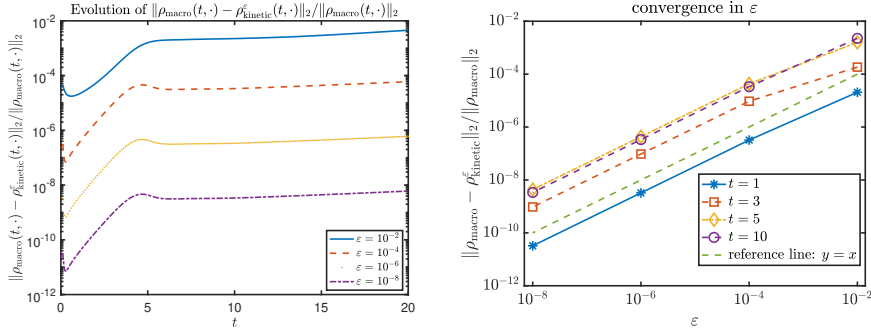 Evolution of ‖ρmacro(t, ·) − ρεkinetic(t, ·)‖2/‖ρmacro(t, ·)‖2
‖ρmacro(t, ·) − ρεkinetic(t, ·)‖2/‖ρmacro(t, ·)‖2
10⁻²
10⁻⁴
10⁻⁶
10⁻⁸
10⁻¹⁰
10⁻¹²
0
5
10
15
20
t
ε = 10⁻²
ε = 10⁻⁴
ε = 10⁻⁶
ε = 10⁻⁸
convergence in ε
‖ρmacro − ρεkinetic‖2/‖ρmacro‖2
10⁻²
10⁻⁴
10⁻⁶
10⁻⁸
10⁻¹⁰
10⁻¹²
10⁻⁸
10⁻⁶
10⁻⁴
10⁻²
ε
t = 1
t = 3
t = 5
t = 10
reference line: y = x